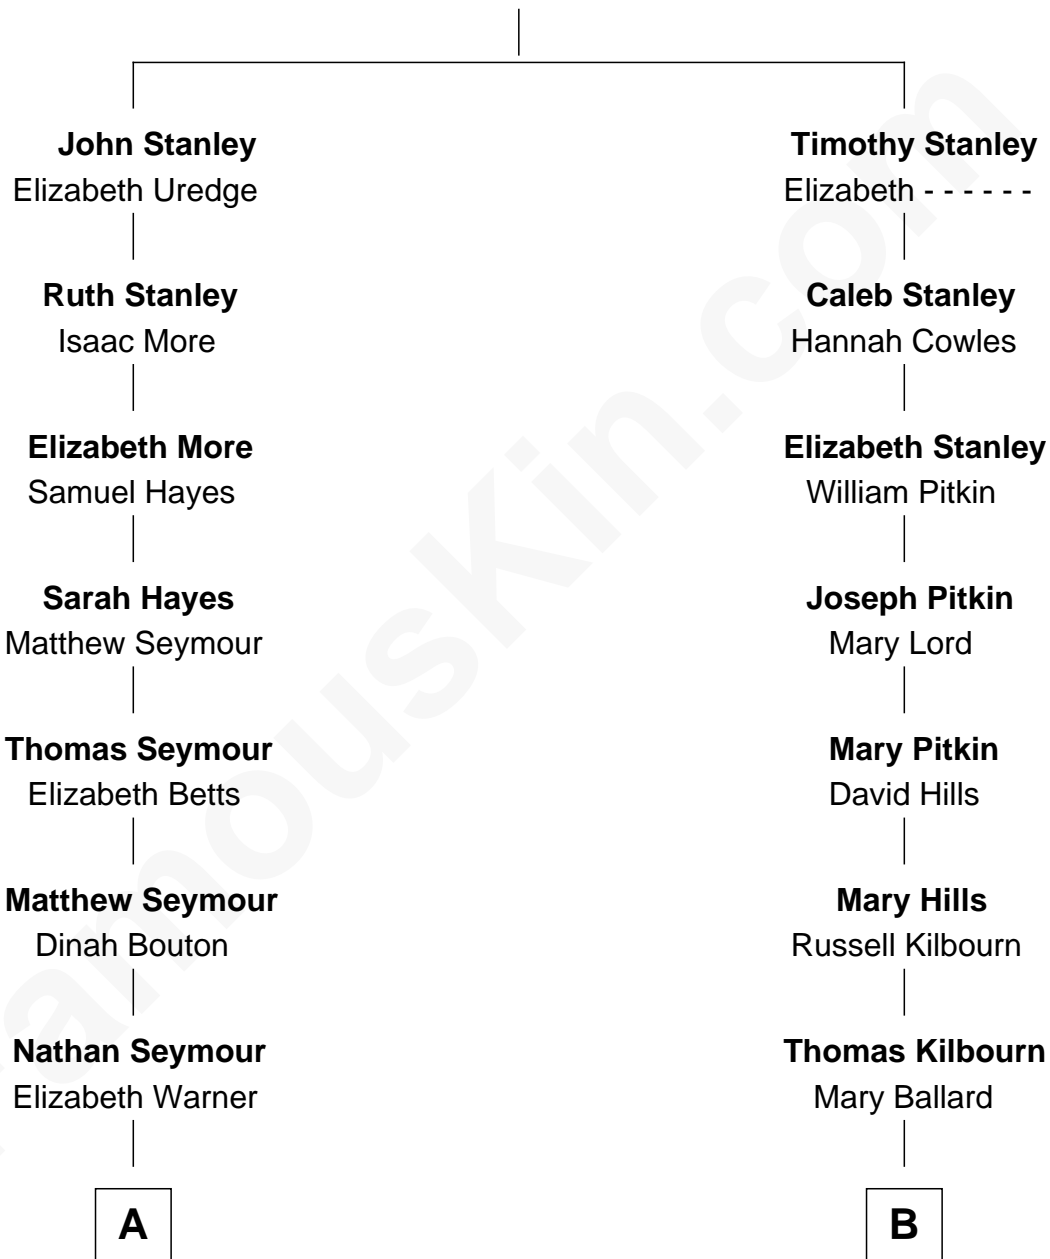 John Stanley
Elizabeth Uredge
Ruth Stanley
Isaac More
Elizabeth More
Samuel Hayes
Sarah Hayes
Matthew Seymour
Thomas Seymour
Elizabeth Betts
Matthew Seymour
Dinah Bouton
Nathan Seymour
Elizabeth Warner
A
Timothy Stanley
Elizabeth - - - - - -
Caleb Stanley
Hannah Cowles
Elizabeth Stanley
William Pitkin
Joseph Pitkin
Mary Lord
Mary Pitkin
David Hills
Mary Hills
Russell Kilbourn
Thomas Kilbourn
Mary Ballard
B
FamousKin.com